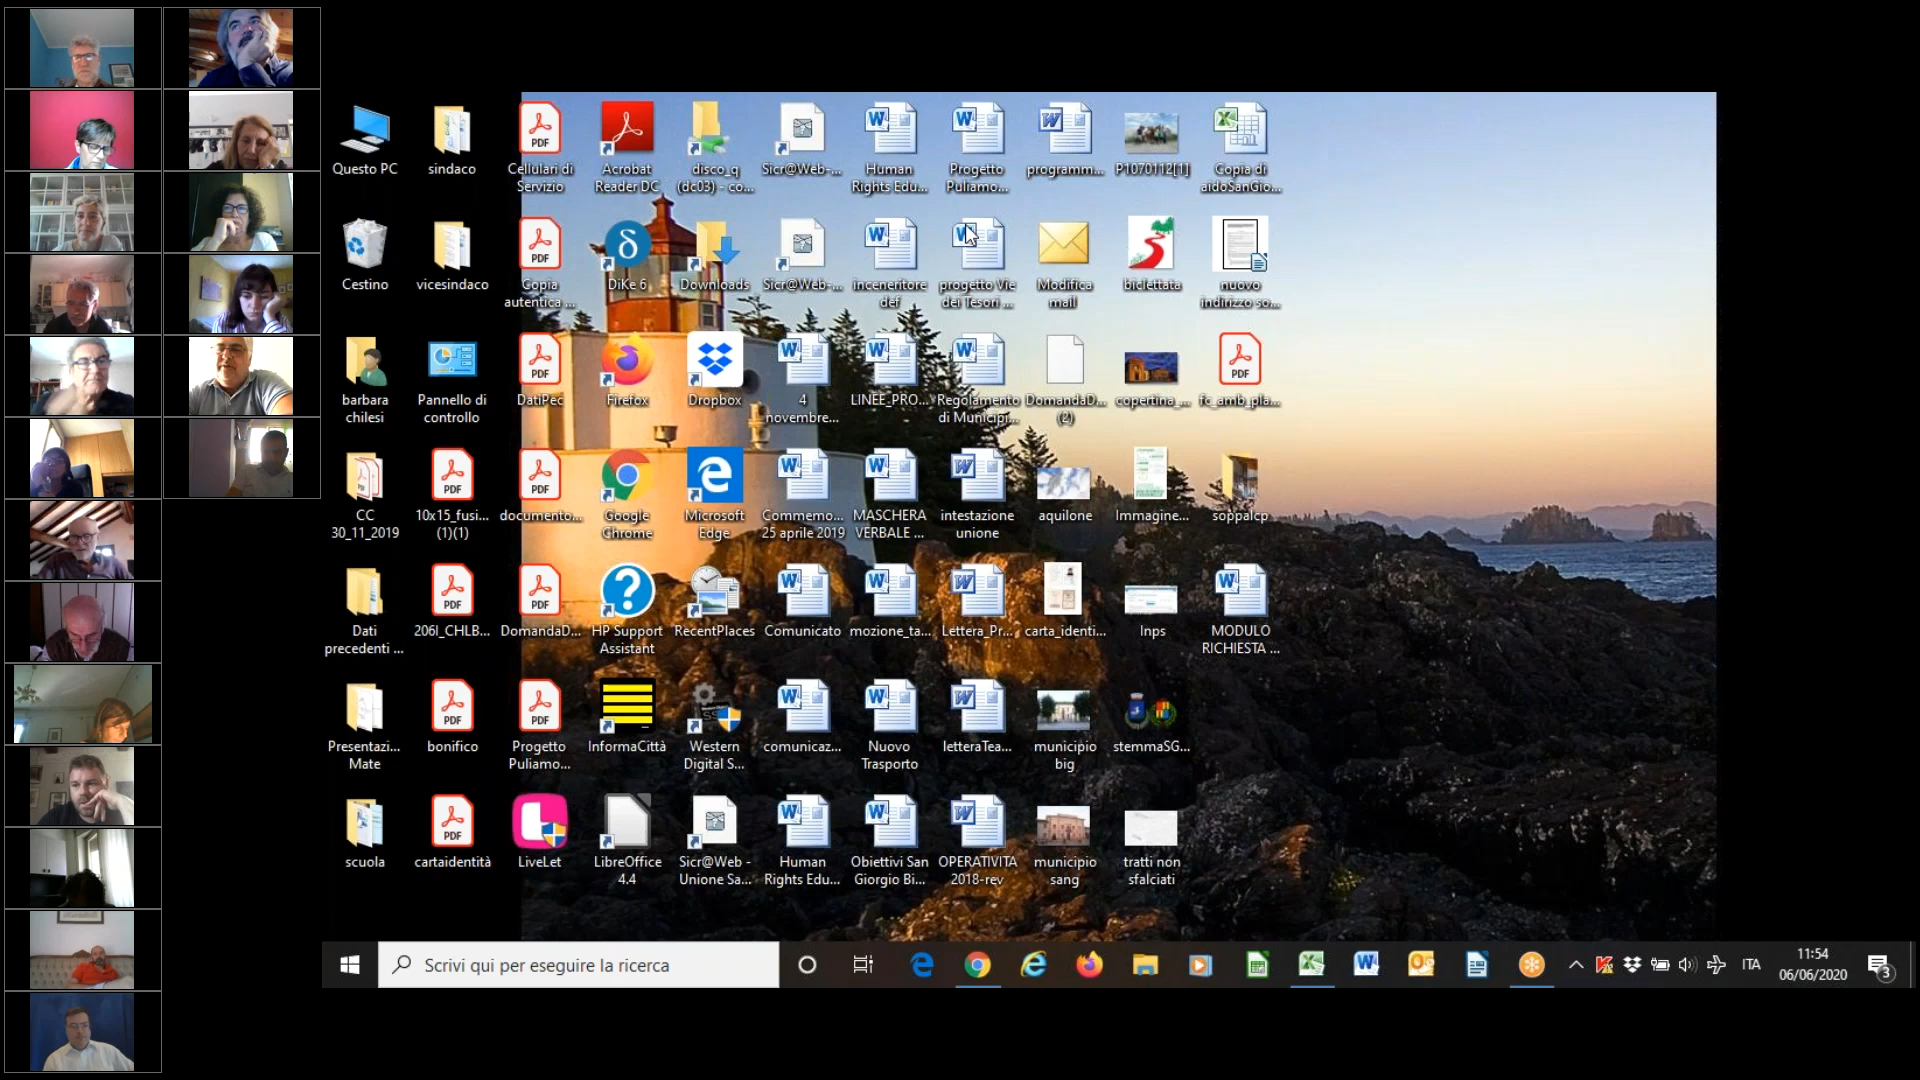 Questo PC
sindaco
Cellulari di
Servizio
Acrobat
Reader DC
disco_q
(dc03) - co...
Sicr@Web-...
Human
Rights Edu...
Progetto
Puliamo...
programm...
P1070112[1]
Copia di
aidoSanGio...
Cestino
vicesindaco
Copia
autentica ...
DiKe 6
Downloads
Sicr@Web-...
inceneritore
def
progetto Vie
dei Tesori ...
Modifica
mail
biciclettata
nuovo
indirizzo so...
barbara
chilesi
Pannello di
controllo
DatiPec
Firefox
Dropbox
4
novembre...
LINEE_PRO...
Regolamento
di Municipi...
DomandaD...
(2)
copertina_...
fc_amb_pla...
CC
30_11_2019
10x15_fusi...
(1)(1)
documento...
Google
Chrome
Microsoft
Edge
Commemo...
25 aprile 2019
MASCHERA
VERBALE ...
intestazione
unione
aquilone
Immagine...
soppalcp
Dati
precedenti ...
206I_CHLB...
DomandaD...
HP Support
Assistant
RecentPlaces
Comunicato
mozione_ta...
Lettera_Pr...
carta_identi...
Inps
MODULO
RICHIESTA ...
Presentazi...
Mate
bonifico
Progetto
Puliamo...
InformaCittà
Western
Digital S...
comunicaz...
Nuovo
Trasporto
letteraTea...
municipio
big
stemmaSG...
scuola
cartaidentità
LiveLet
LibreOffice
4.4
Sicr@Web -
Unione Sa...
Human
Rights Edu...
Obiettivi San
Giorgio Bi...
OPERATIVITA
2018-rev
municipio
sang
tratti non
sfalciati
Scrivi qui per eseguire la ricerca
ITA
11:54
06/06/2020
3